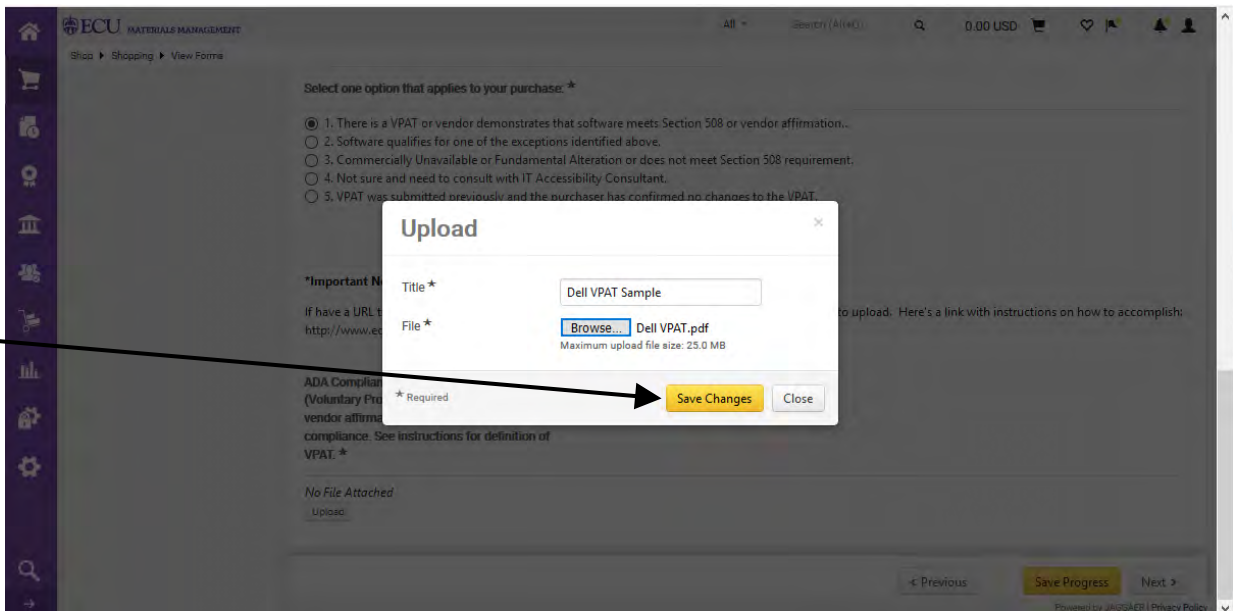 ECU MATERIALS MANAGEMENT
All
Search (Alt+Q)
0.00 USD
Shop Shopping View Forms
Select one option that applies to your purchase: *
1. There is a VPAT or vendor demonstrates that software meets Section 508 or vendor affirmation...
2. Software qualifies for one of the exceptions identified above.
3. Commercially Unavailable or Fundamental Alteration or does not meet Section 508 requirement.
4. Not sure and need to consult with IT Accessibility Consultant.
5. VPAT was submitted previously and the purchaser has confirmed no changes to the VPAT.
Upload ×
*Important N
Title *
Dell VPAT Sample
If have a URL t
to upload. Here's a link with instructions on how to accomplish:
File *
Browse... Dell VPAT.pdf
http://www.ec
Maximum upload file size: 25.0 MB
ADA Complian
* Required
Save Changes
Close
(Voluntary Pro
vendor affirma
compliance. See instructions for definition of
VPAT. *
No File Attached
Upload
Previous
Save Progress
Next
Powered by JAGGAER | Privacy Policy